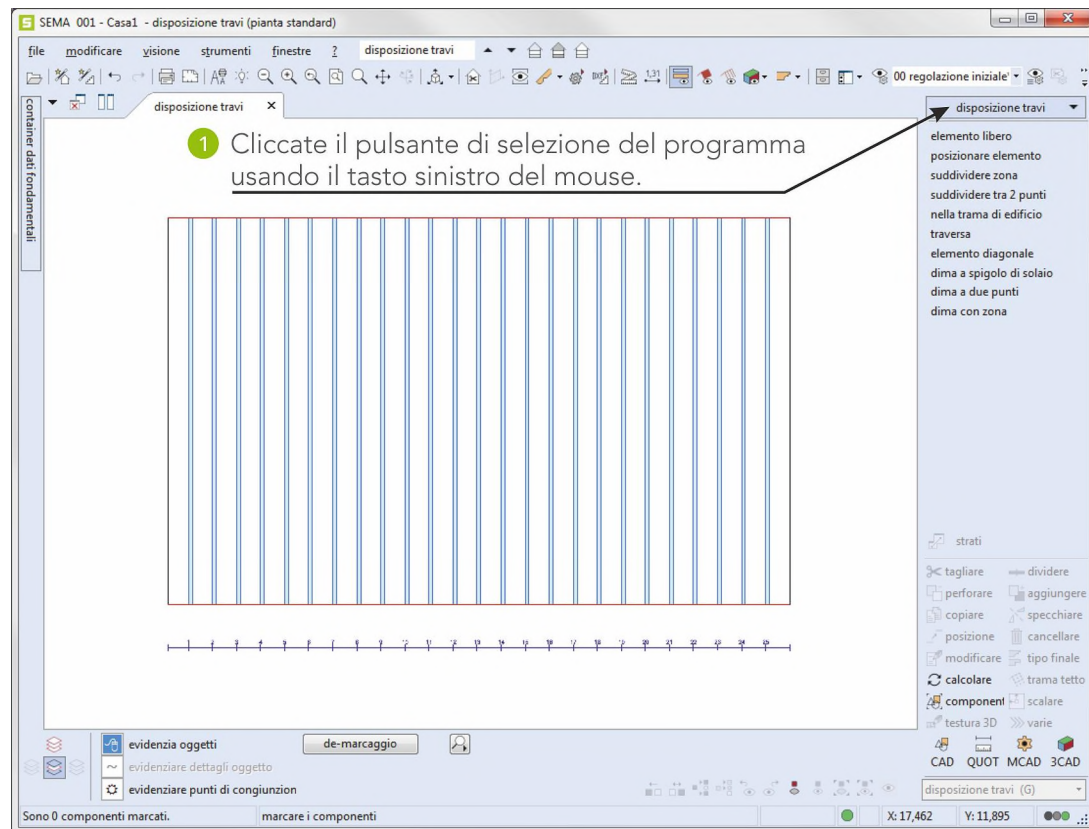 SEMA 001 - Casa1 - disposizione travi (pianta standard)
file modificare visione strumenti finestre ? disposizione travi
00 regolazione iniziale'
container dati fondamentali
disposizione travi x
disposizione travi
1 Cliccate il pulsante di selezione del programma
usando il tasto sinistro del mouse.
elemento libero
posizionare elemento
suddividere zona
suddividere tra 2 punti
nella trama di edificio
traversa
elemento diagonale
dima a spigolo di solaio
dima a due punti
dima con zona
1 2 3 4 5 6 7 8 9 10 11 12 13 14 15 16 17 18 19 20 21 22 23 24 25
strati
tagliare dividere
perforare aggiungere
copiare specchiare
posizione cancellare
modificare tipo finale
calcolare trama tetto
component scalare
testura 3D varie
CAD QUOT MCAD 3CAD
evidenzia oggetti de-marcaggio
evidenziare dettagli oggetto
evidenziare punti di congiunzion
disposizione travi (G)
Sono 0 componenti marcati. marcare i componenti X: 17,462 Y: 11,895